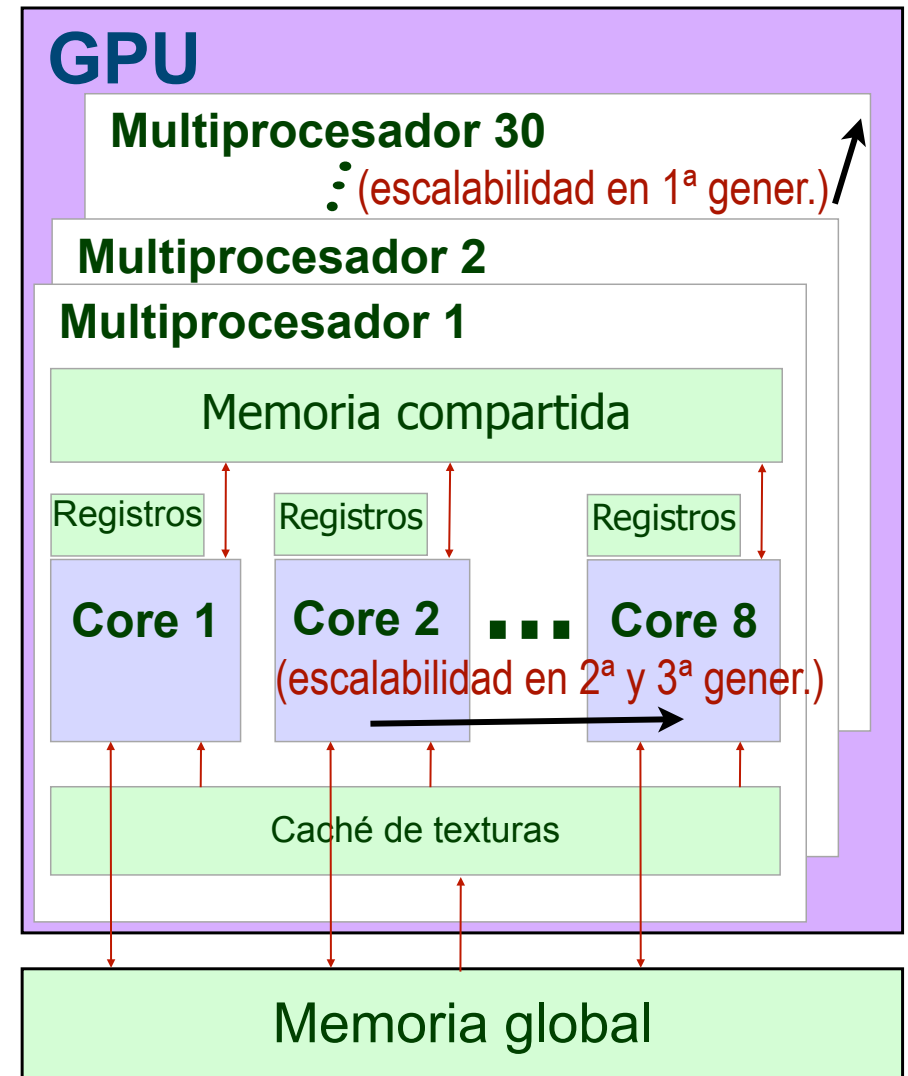 GPU
Multiprocesador 30
(escalabilidad en 1ª gener.)
Multiprocesador 2
Multiprocesador 1
Memoria compartida
Registros Registros Registros
Core 1 Core 2 ... Core 8
(escalabilidad en 2ª y 3ª gener.)
Caché de texturas
Memoria global